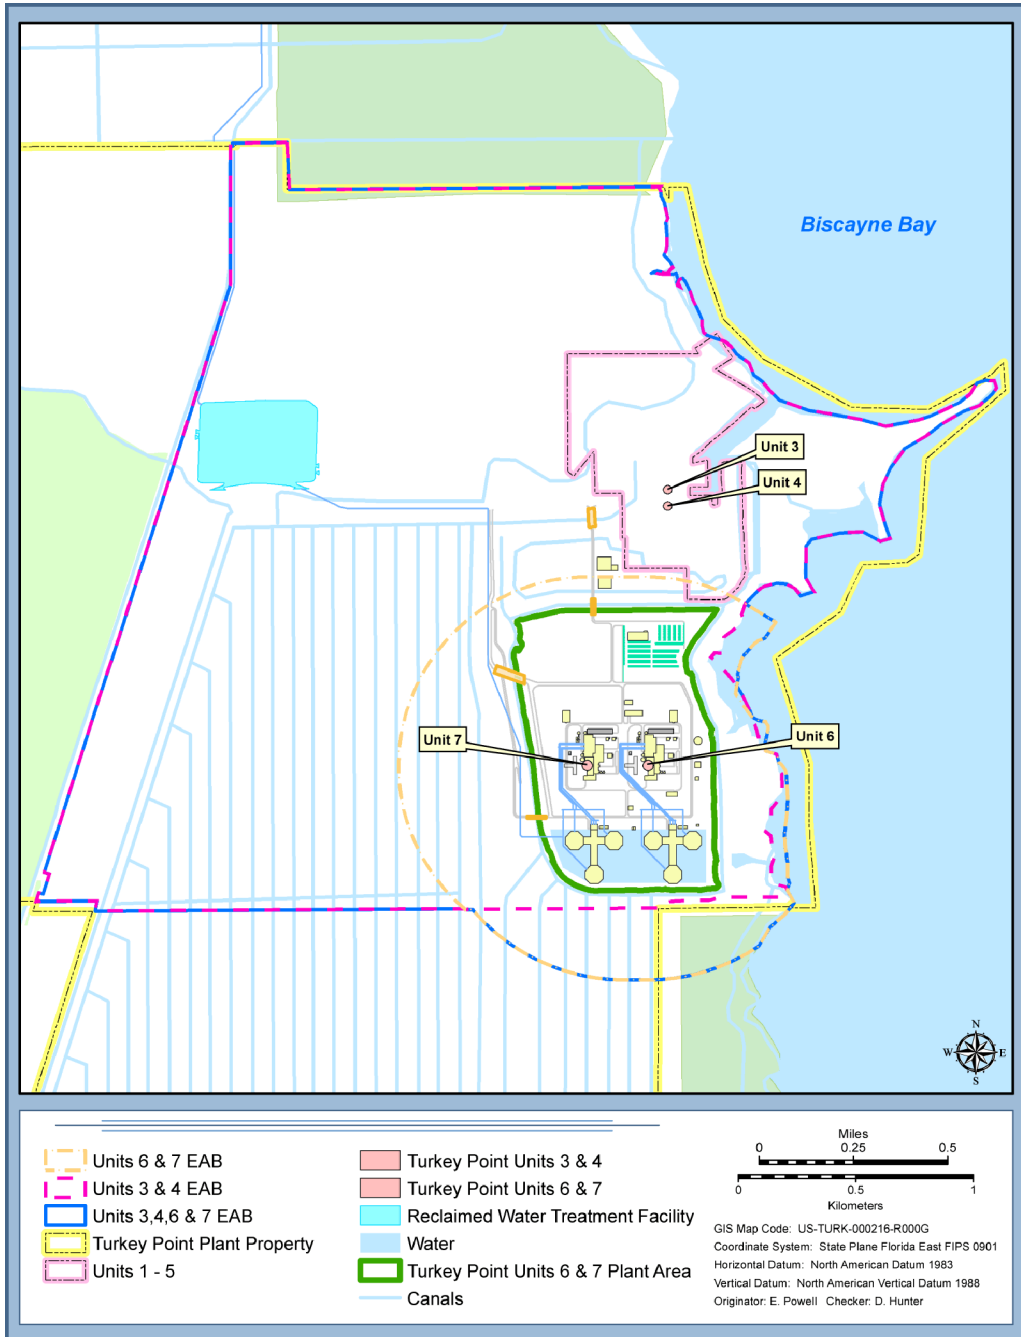 Biscayne Bay
Unit 3
Unit 4
Unit 7
Unit 6
N
W E
S
Units 6 & 7 EAB
Units 3 & 4 EAB
Units 3,4,6 & 7 EAB
Turkey Point Plant Property
Units 1 - 5
Turkey Point Units 3 & 4
Turkey Point Units 6 & 7
Reclaimed Water Treatment Facility
Water
Turkey Point Units 6 & 7 Plant Area
Canals
Miles
0 0.25 0.5
0 0.5 1
Kilometers
GIS Map Code: US-TURK-000216-R000G
Coordinate System: State Plane Florida East FIPS 0901
Horizontal Datum: North American Datum 1983
Vertical Datum: North American Vertical Datum 1988
Originator: E. Powell Checker: D. Hunter